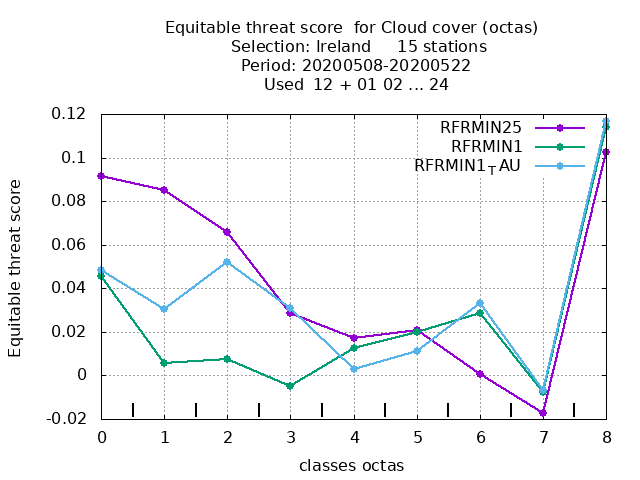 Equitable threat score  for Cloud cover (octas)
Selection: Ireland     15 stations
Period: 20200508-20200522
Used  12 + 01 02 ... 24
RFRMIN25
RFRMIN1
RFRMIN1TAU
0.12
0.1
0.08
0.06
0.04
0.02
0
-0.02
Equitable threat score
0 1 2 3 4 5 6 7 8
classes octas